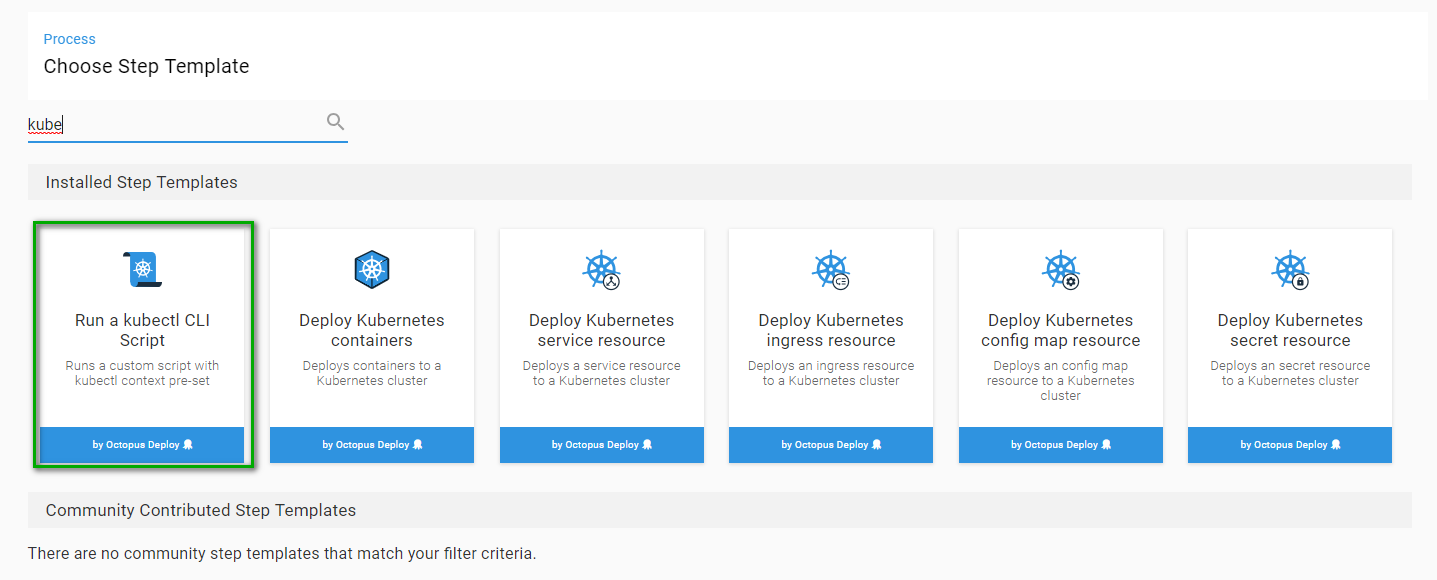 Process
Choose Step Template
kube
Installed Step Templates
Run a kubectl CLI
Script
Runs a custom script with
kubectl context pre-set
by Octopus Deploy
Deploy Kubernetes
containers
Deploys containers to a
Kubernetes cluster
by Octopus Deploy
Deploy Kubernetes
service resource
Deploys a service resource
to a Kubernetes cluster
by Octopus Deploy
Deploy Kubernetes
ingress resource
Deploys an ingress resource
to a Kubernetes cluster
by Octopus Deploy
Deploy Kubernetes
config map resource
Deploys an config map
resource to a Kubernetes
cluster
by Octopus Deploy
Deploy Kubernetes
secret resource
Deploys an secret resource
to a Kubernetes cluster
by Octopus Deploy
Community Contributed Step Templates
There are no community step templates that match your filter criteria.